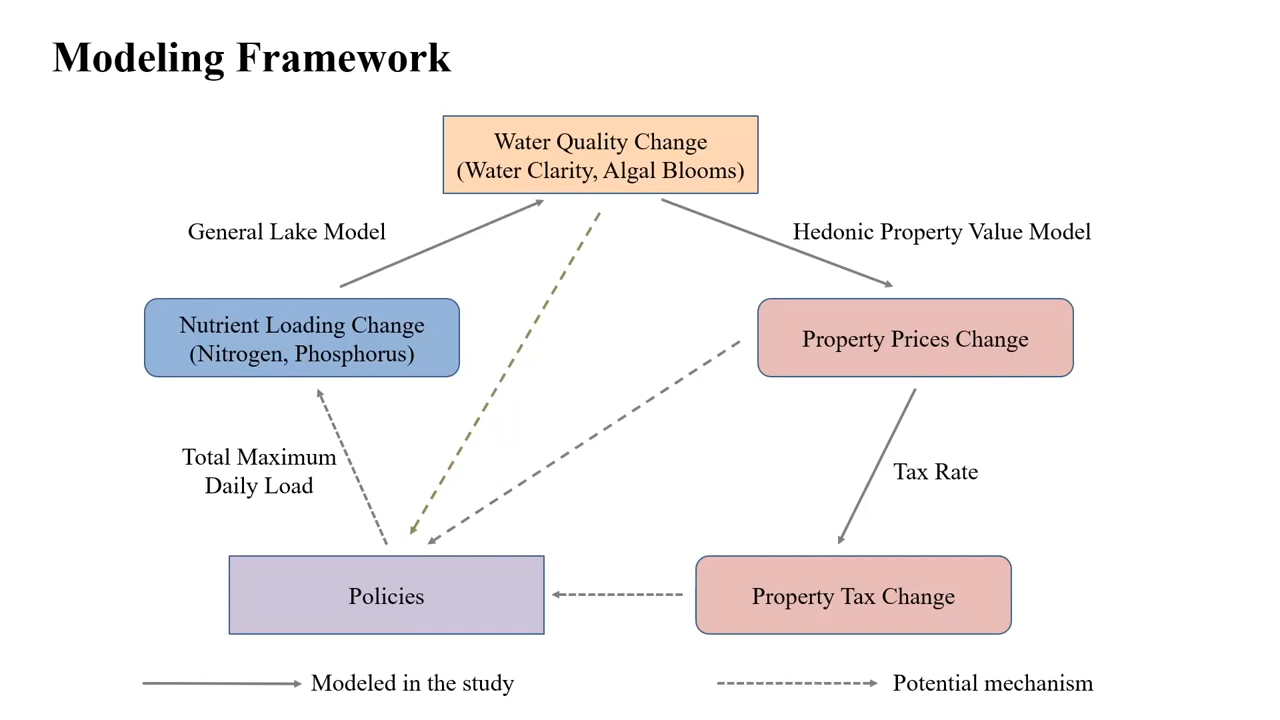 Modeling Framework
Water Quality Change
(Water Clarity, Algal Blooms)
General Lake Model
Hedonic Property Value Model
Nutrient Loading Change
(Nitrogen, Phosphorus)
Property Prices Change
Total Maximum
Daily Load
Tax Rate
Policies
Property Tax Change
Modeled in the study
Potential mechanism